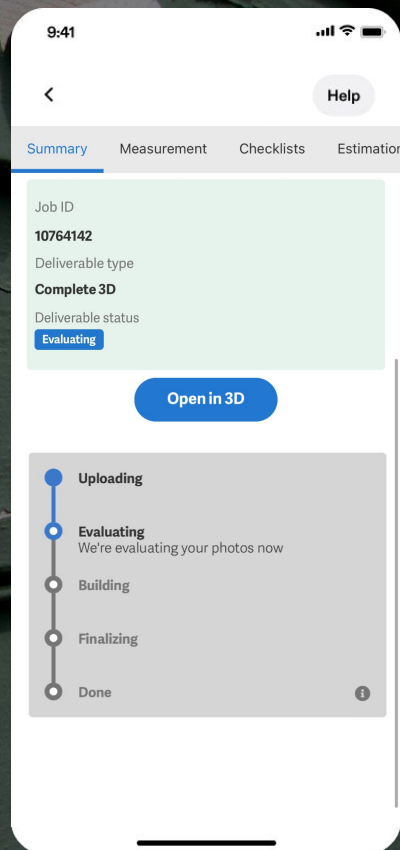 9:41
Help
Summary Measurement Checklists Estimation
Job ID
10764142
Deliverable type
Complete 3D
Deliverable status
Evaluating
Open in 3D
Uploading
Evaluating
We're evaluating your photos now
Building
Finalizing
Done